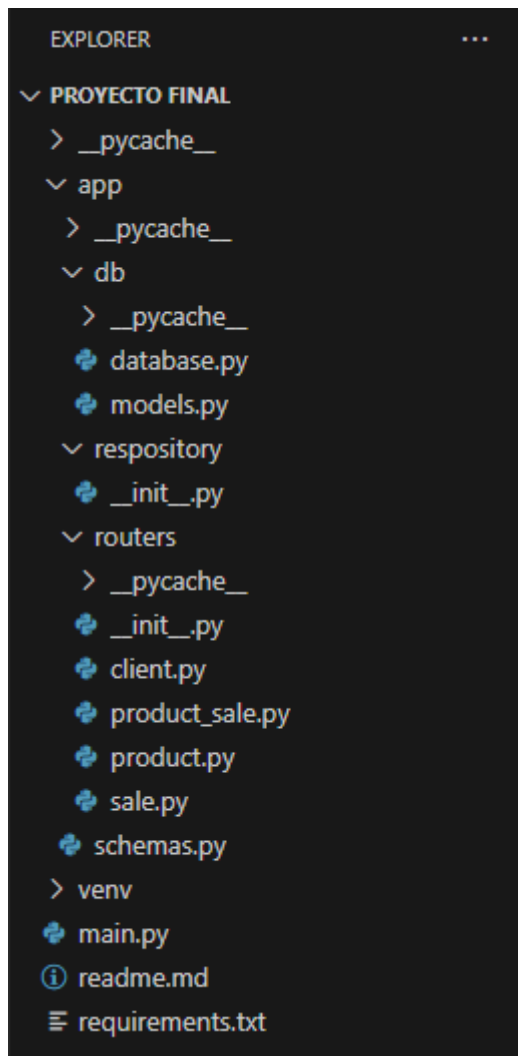 EXPLORER ...
PROYECTO FINAL
__pycache__
app
__pycache__
db
__pycache__
database.py
models.py
respository
__init__.py
routers
__pycache__
__init__.py
client.py
product_sale.py
product.py
sale.py
schemas.py
venv
main.py
readme.md
requirements.txt